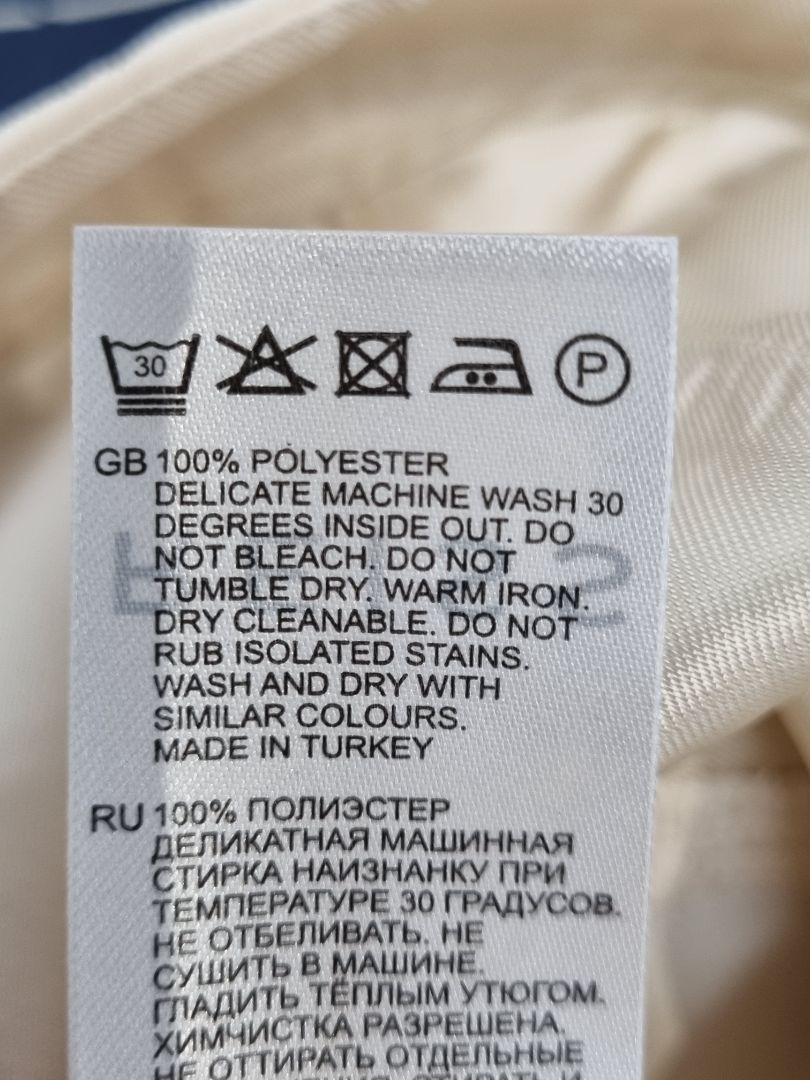 30 P
GB 100% POLYESTER
DELICATE MACHINE WASH 30
DEGREES INSIDE OUT. DO
NOT BLEACH. DO NOT
TUMBLE DRY. WARM IRON.
DRY CLEANABLE. DO NOT
RUB ISOLATED STAINS.
WASH AND DRY WITH
SIMILAR COLOURS.
MADE IN TURKEY
RU 100% ПОЛИЭСТЕР
ДЕЛИКАТНАЯ МАШИННАЯ
СТИРКА НАИЗНАНКУ ПРИ
ТЕМПЕРАТУРЕ 30 ГРАДУСОВ.
НЕ ОТБЕЛИВАТЬ. НЕ
СУШИТЬ В МАШИНЕ.
ГЛАДИТЬ ТЁПЛЫМ УТЮГОМ.
ХИМЧИСТКА РАЗРЕШЕНА.
НЕ ОТТИРАТЬ ОТДЕЛЬНЫЕ